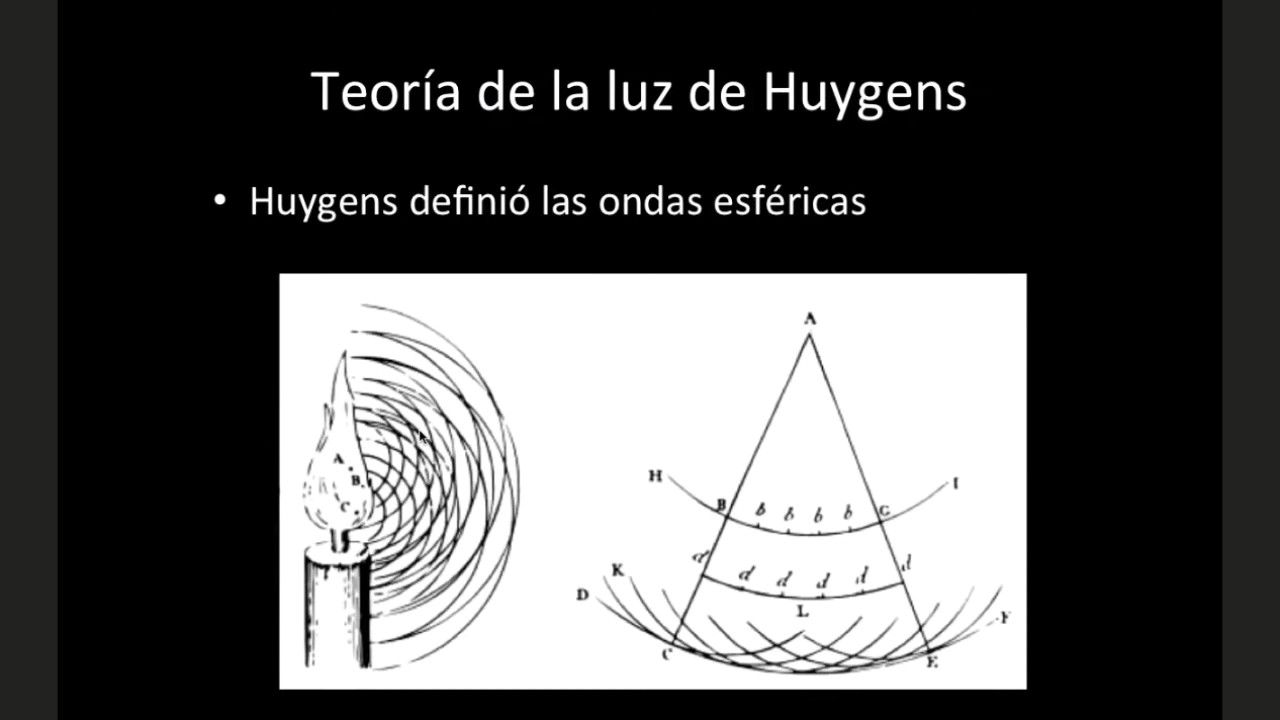 Teoría de la luz de Huygens
• Huygens definió las ondas esféricas
A
A
B
C
H
I
B
b b b b
G
d
d d d d
d
K
D
L
F
C
E